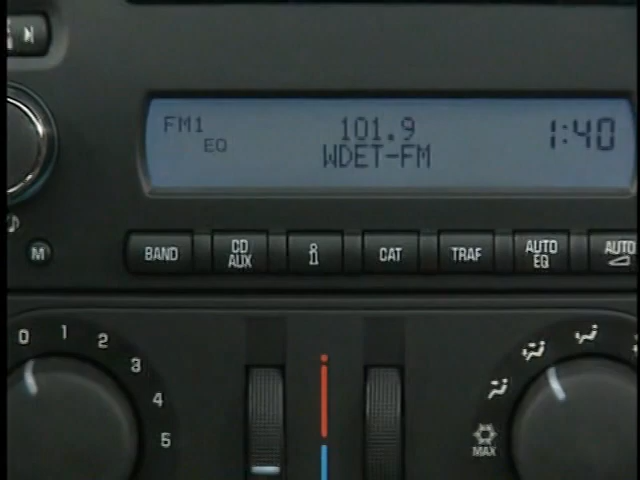 FM1 101.9 1:40
EQ WDET-FM
M BAND CD AUX i CAT TRAF AUTO EQ AUTO
0 1 2 3 4 5
MAX